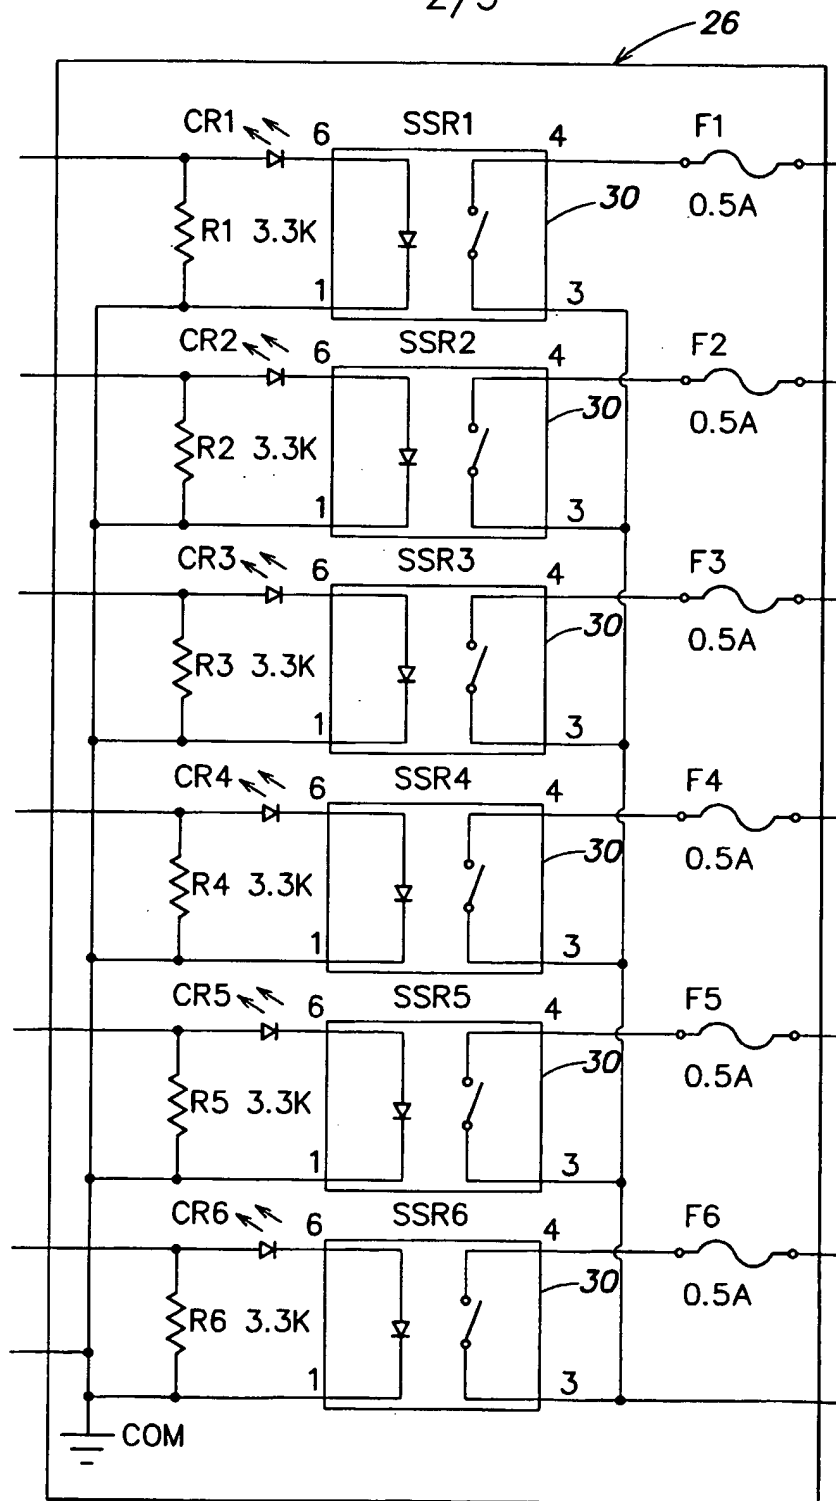 2/5
26
CR1 6 SSR1 4 F1
30
R1 3.3K 0.5A
1 3
CR2 6 SSR2 4 F2
30
R2 3.3K 0.5A
1 3
CR3 6 SSR3 4 F3
30
R3 3.3K 0.5A
1 3
CR4 6 SSR4 4 F4
30
R4 3.3K 0.5A
1 3
CR5 6 SSR5 4 F5
30
R5 3.3K 0.5A
1 3
CR6 6 SSR6 4 F6
30
R6 3.3K 0.5A
1 3
COM